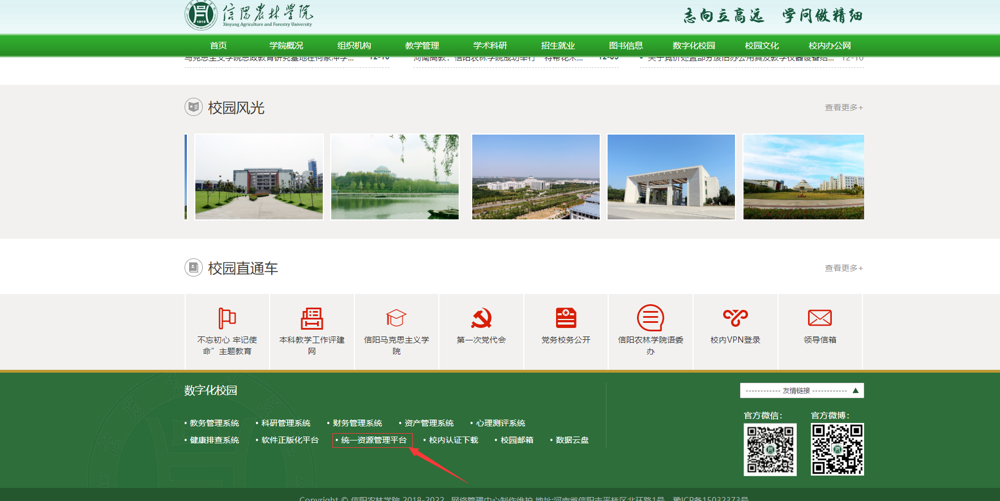 信阳农林学院
Xinyang Agriculture and Forestry University
1910
志向立高远 学问做精细
首页 学院概况 组织机构 教学管理 学术科研 招生就业 图书信息 数字化校园 校园文化 校内办公网
马克思主义学院思政教育研究基地在何家冲学... 12-10
河南高教：信阳农林学院成功举行
12-09
关于竞价处置部分废旧办公用具及教学仪器设备结... 12-10
校园风光
查看更多+
校园直通车
查看更多+
不忘初心 牢记使
命”主题教育
本科教学工作评建
网
信阳马克思主义学
院
第一次党代会
党务校务公开
信阳农林学院语委
办
校内VPN登录
领导信箱
数字化校园
• 教务管理系统 • 科研管理系统 • 财务管理系统 • 资产管理系统 • 心理测评系统
• 健康排查系统 • 软件正版化平台 • 统一资源管理平台 • 校内认证下载 • 校园邮箱 • 数据云盘
------------ 友情链接 ------------ ▲
官方微信： 官方微博：
Copyright © 信阳农林学院 2018-2022 网络管理中心制作维护 地址:河南省信阳市平桥区北环路1号 豫ICP备15032373号